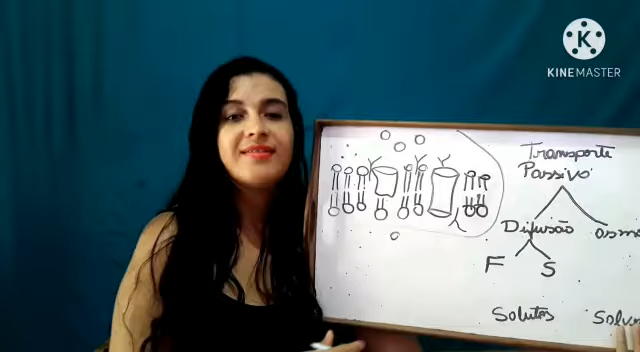 K
KINEMASTER
Transporte
Passivo
Difusão
F S
Solutos